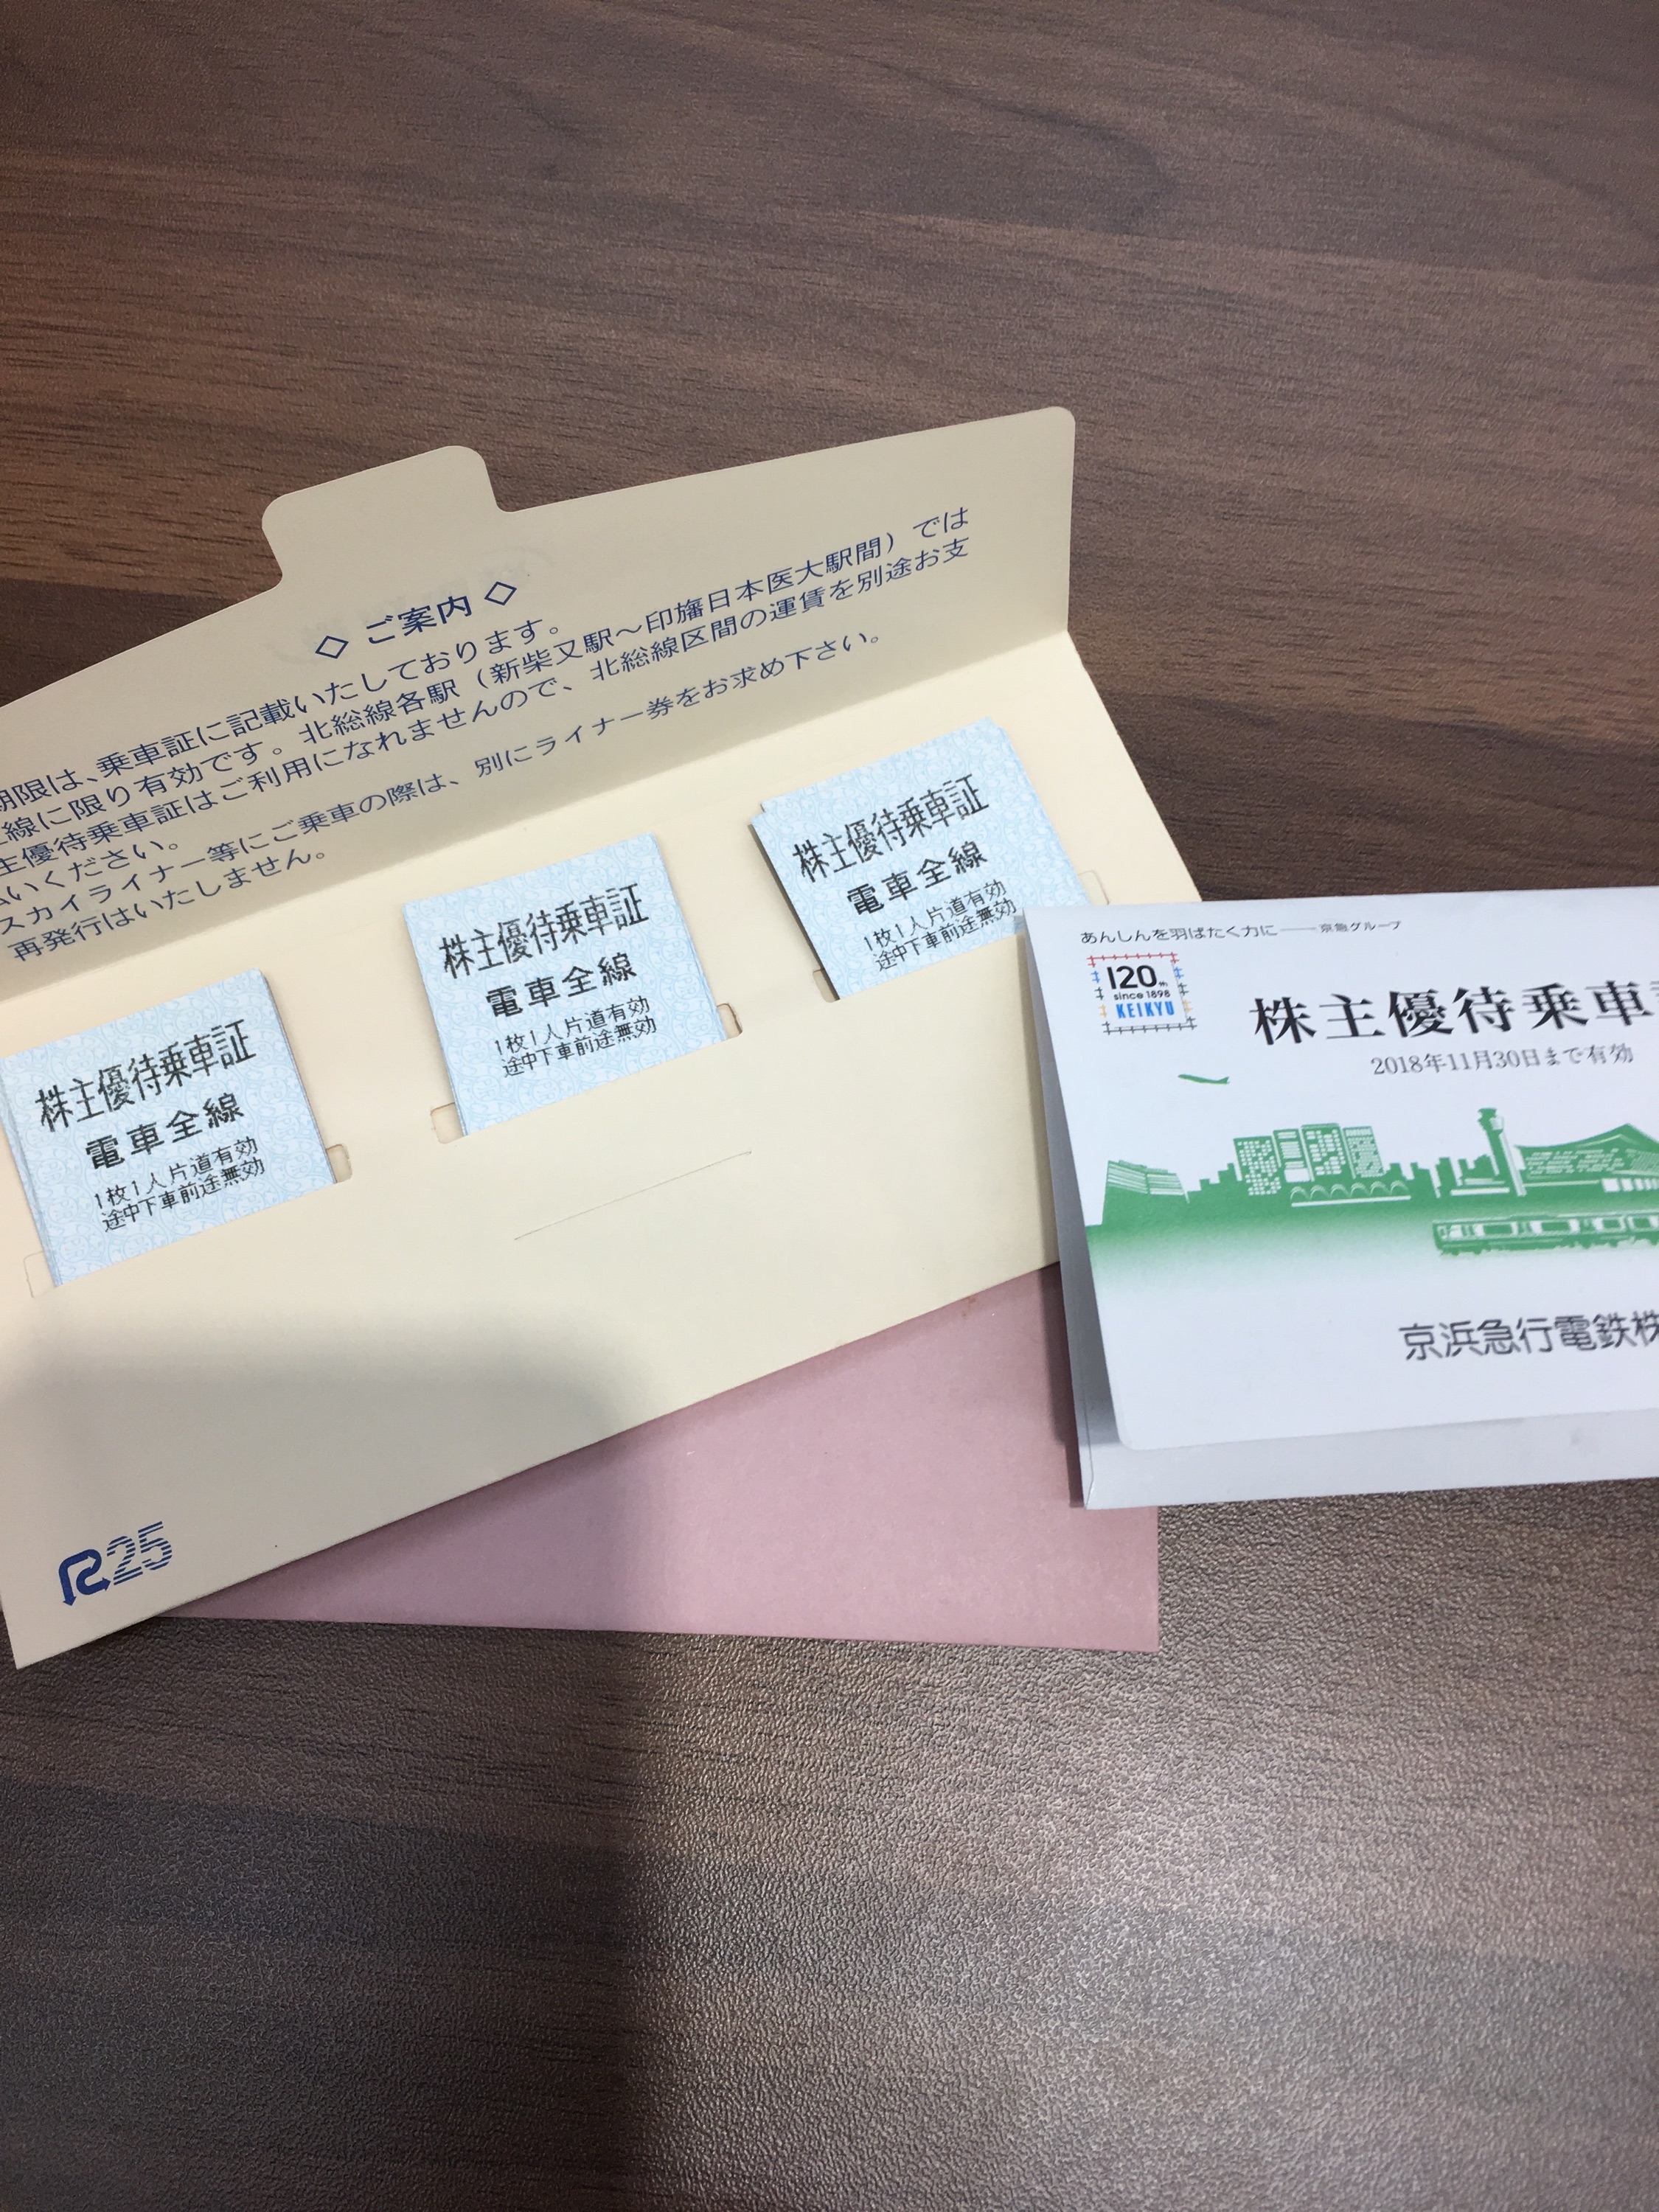 ◇ ご案内 ◇
期限は、乗車証に記載いたしております。
線に限り有効です。北総線各駅（新柴又駅〜印旛日本医大駅間）では
主優待乗車証はご利用になれませんので、北総線区間の運賃を別途お支
いください。
スカイライナー等にご乗車の際は、別にライナー券をお求め下さい。
再発行はいたしません。
株主優待乗車証
電車全線
1枚1人片道有効
途中下車前途無効
株主優待乗車証
電車全線
1枚1人片道有効
途中下車前途無効
株主優待乗車証
電車全線
1枚1人片道有効
途中下車前途無効
R25
あんしんを羽ばたく力に――京急グループ
120th
since 1898
KEIKYU
株主優待乗車
2018年11月30日まで有効
京浜急行電鉄株